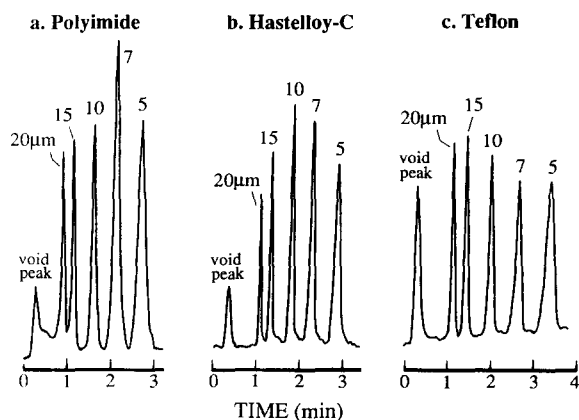 a. Polyimide
7
15
10
5
20μm
void
peak
0 1 2 3
b. Hastelloy-C
10
7
15
5
20μm
void
peak
0 1 2 3
c. Teflon
15
20μm
10
7
5
void
peak
0 1 2 3 4
TIME (min)